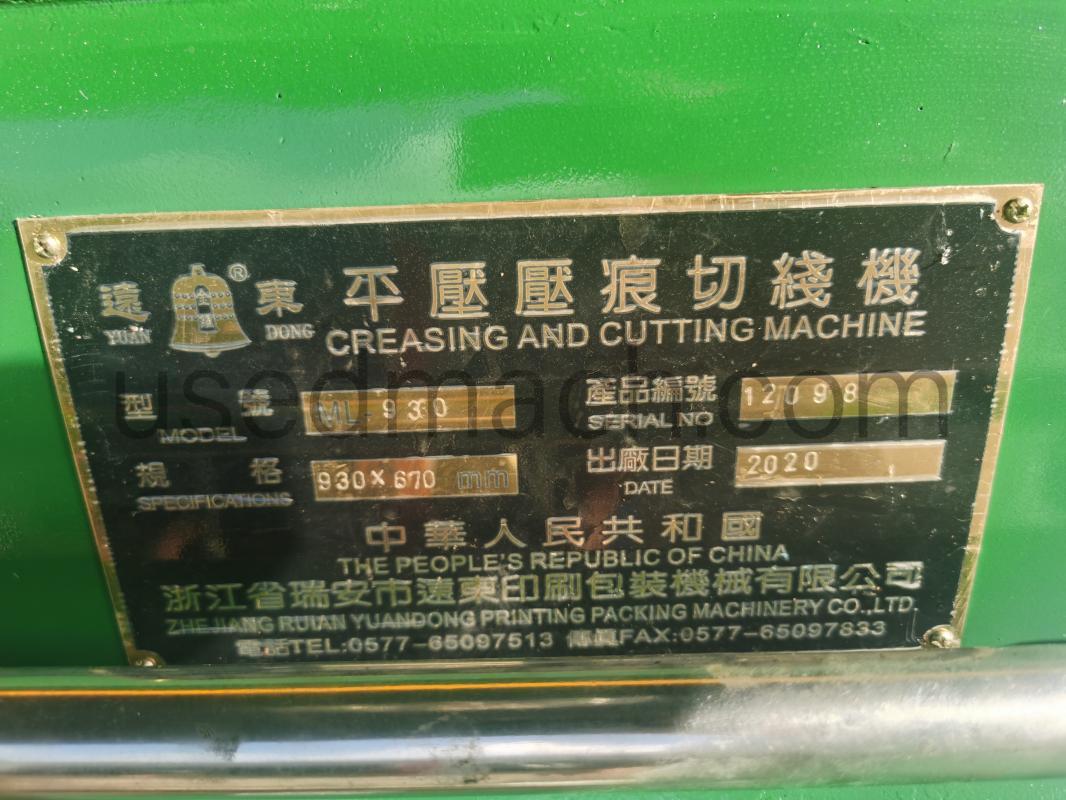 遠 ® 東 平壓壓痕切綫機
YUAN DONG CREASING AND CUTTING MACHINE
型號 ML-930 產品編號 12098
MODEL SERIAL NO
規格 930×670 mm 出廠日期 2020
SPECIFICATIONS DATE
中華人民共和國
THE PEOPLE'S REPUBLIC OF CHINA
浙江省瑞安市遠東印刷包裝機械有限公司
ZHEJIANG RUIAN YUANDONG PRINTING PACKING MACHINERY CO.,LTD.
電話TEL:0577-65097513 傳真FAX:0577-65097833
usedmach.com